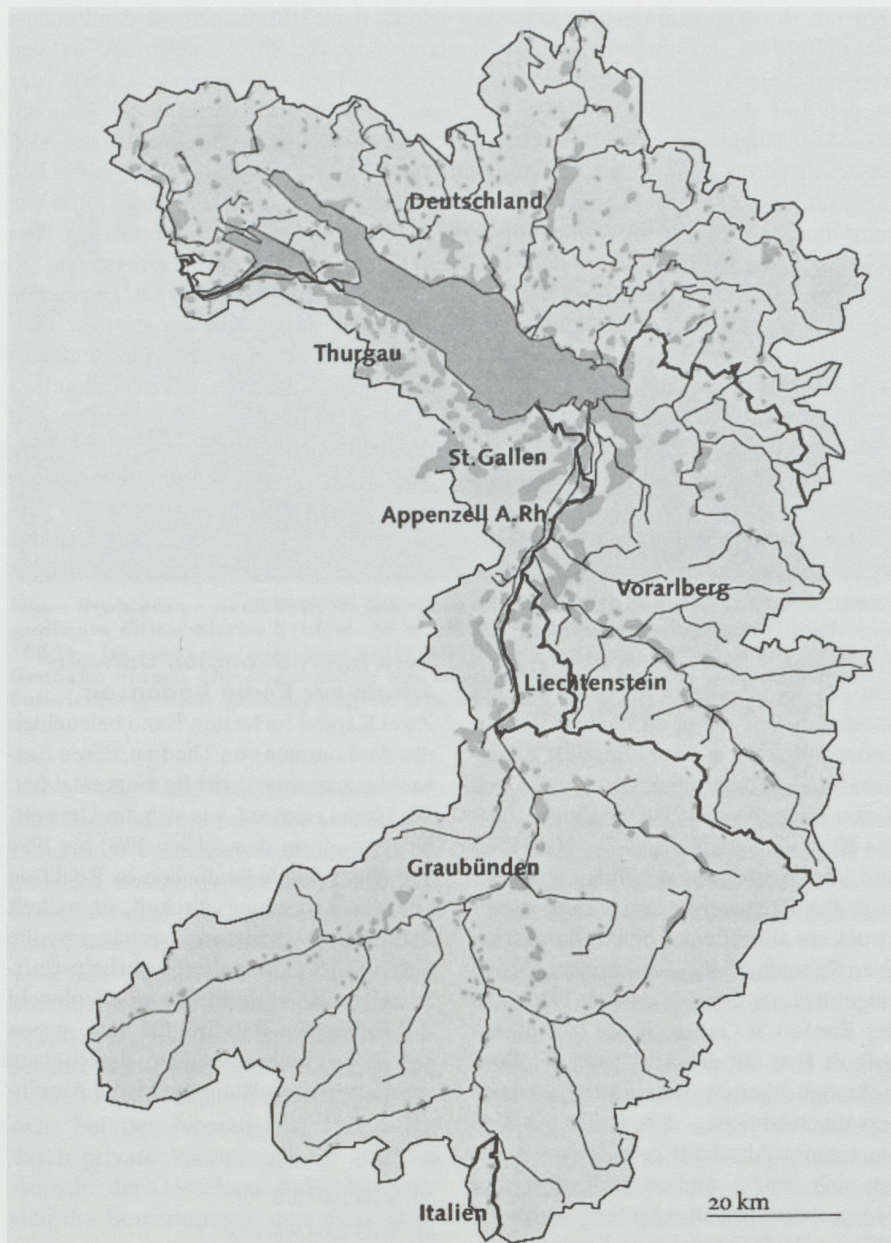 Deutschland
Thurgau
St.Gallen
Appenzell A.Rh.
Vorarlberg
Liechtenstein
Graubünden
Italien
20 km